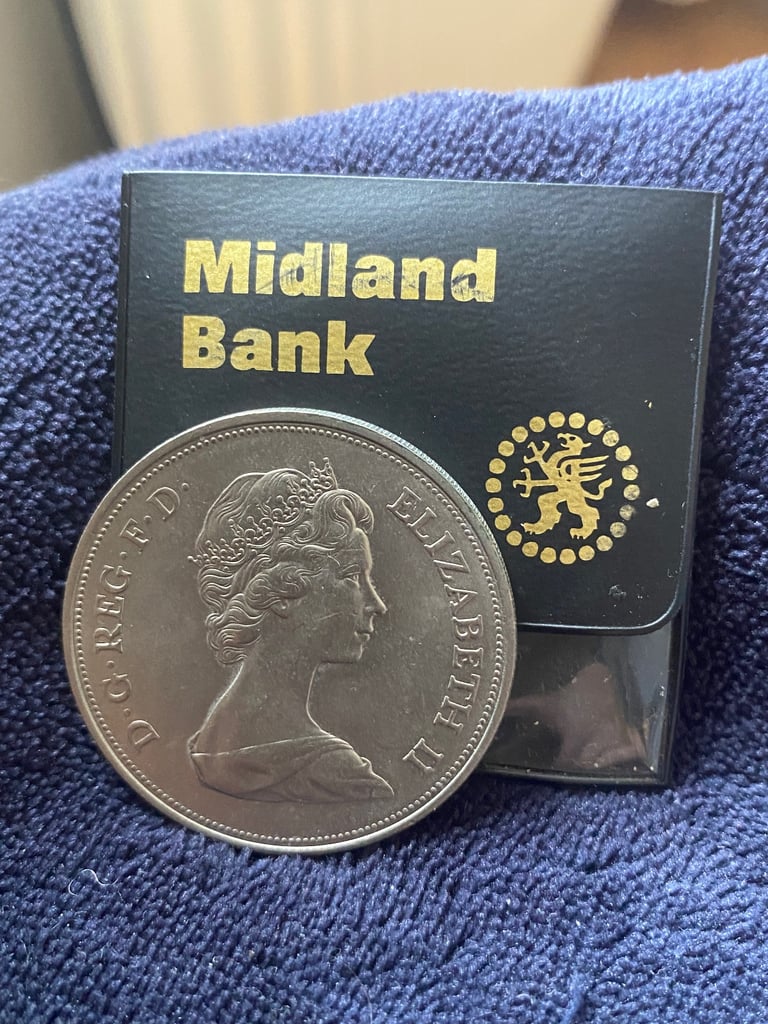 Midland
Bank
D·G·REG·F·D·
ELIZABETH II